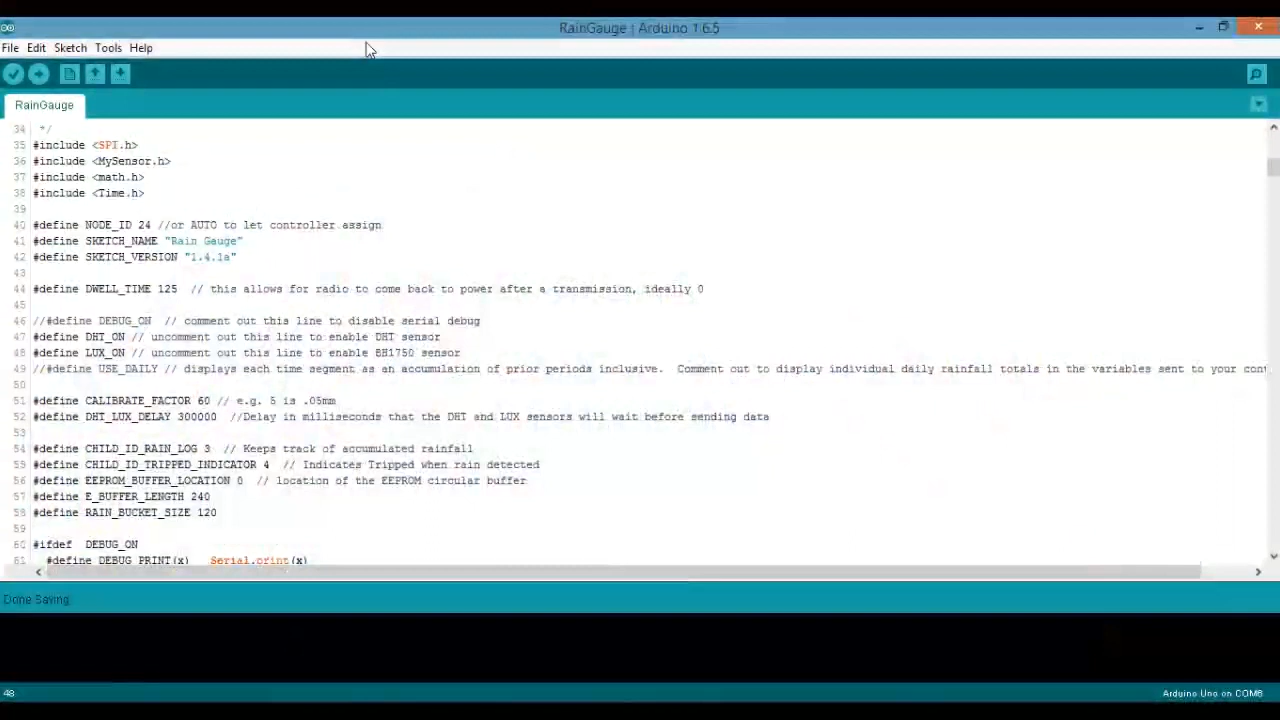 RainGauge | Arduino 1.6.5
File Edit Sketch Tools Help
RainGauge
34 */
35 #include <SPI.h>
36 #include <MySensor.h>
37 #include <math.h>
38 #include <Time.h>
39
40 #define NODE_ID 24 //or AUTO to let controller assign
41 #define SKETCH_NAME "Rain Gauge"
42 #define SKETCH_VERSION "1.4.1a"
43
44 #define DWELL_TIME 125 // this allows for radio to come back to power after a transmission, ideally 0
45
46 //#define DEBUG_ON // comment out this line to disable serial debug
47 #define DHT_ON // uncomment out this line to enable DHT sensor
48 #define LUX_ON // uncomment out this line to enable BH1750 sensor
49 //#define USE_DAILY // displays each time segment as an accumulation of prior periods inclusive. Comment out to display individual daily rainfall totals in the variables sent to your con
50
51 #define CALIBRATE_FACTOR 60 // e.g. 5 is .05mm
52 #define DHT_LUX_DELAY 300000 //Delay in milliseconds that the DHT and LUX sensors will wait before sending data
53
54 #define CHILD_ID_RAIN_LOG 3 // Keeps track of accumulated rainfall
55 #define CHILD_ID_TRIPPED_INDICATOR 4 // Indicates Tripped when rain detected
56 #define EEPROM_BUFFER_LOCATION 0 // location of the EEPROM circular buffer
57 #define E_BUFFER_LENGTH 240
58 #define RAIN_BUCKET_SIZE 120
59
60 #ifdef DEBUG_ON
61 #define DEBUG_PRINT(x) Serial.print(x)
Done Saving.
48 Arduino Uno on COM8